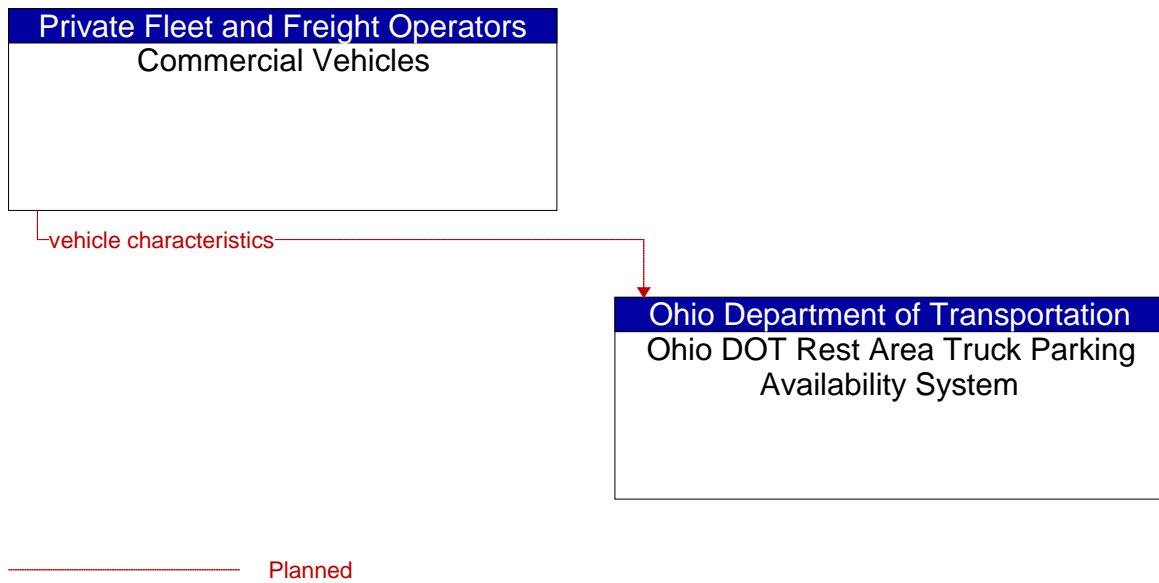 Private Fleet and Freight Operators
Commercial Vehicles
vehicle characteristics
Ohio Department of Transportation
Ohio DOT Rest Area Truck Parking
Availability System
Planned